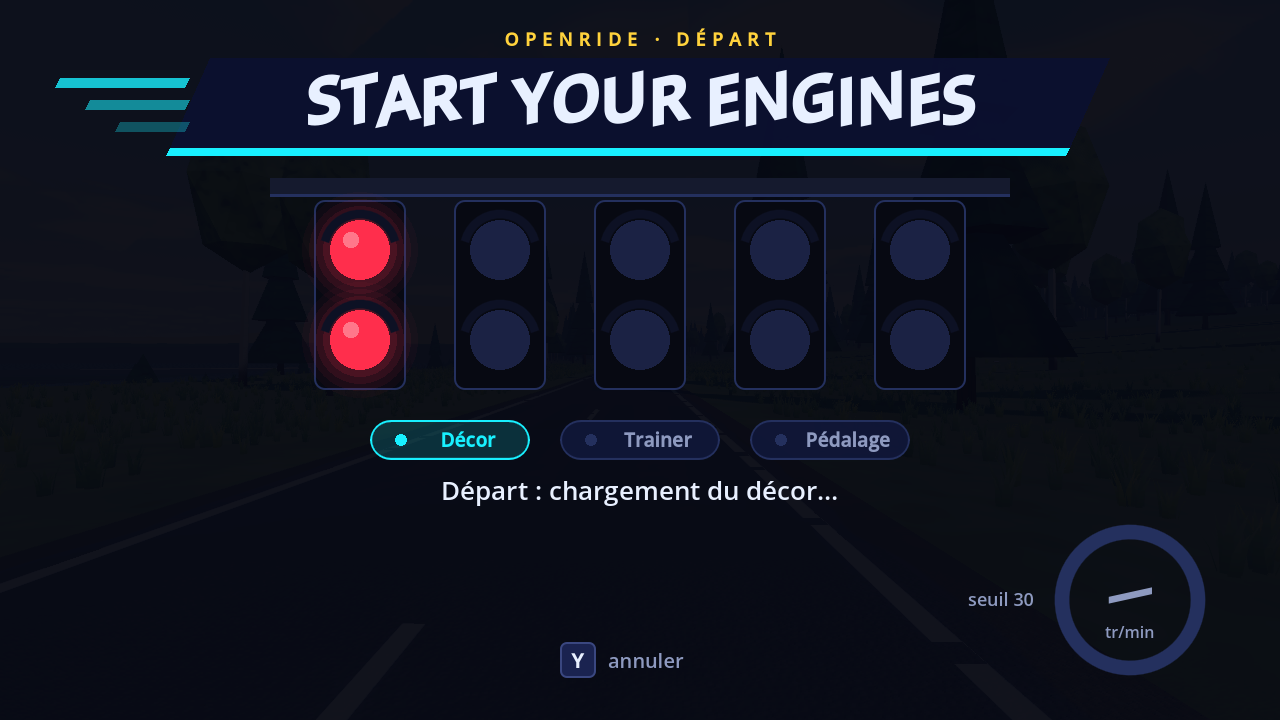 OPENRIDE · DÉPART
START YOUR ENGINES
Décor
Trainer
Pédalage
Départ : chargement du décor...
seuil 30
—
tr/min
Y annuler